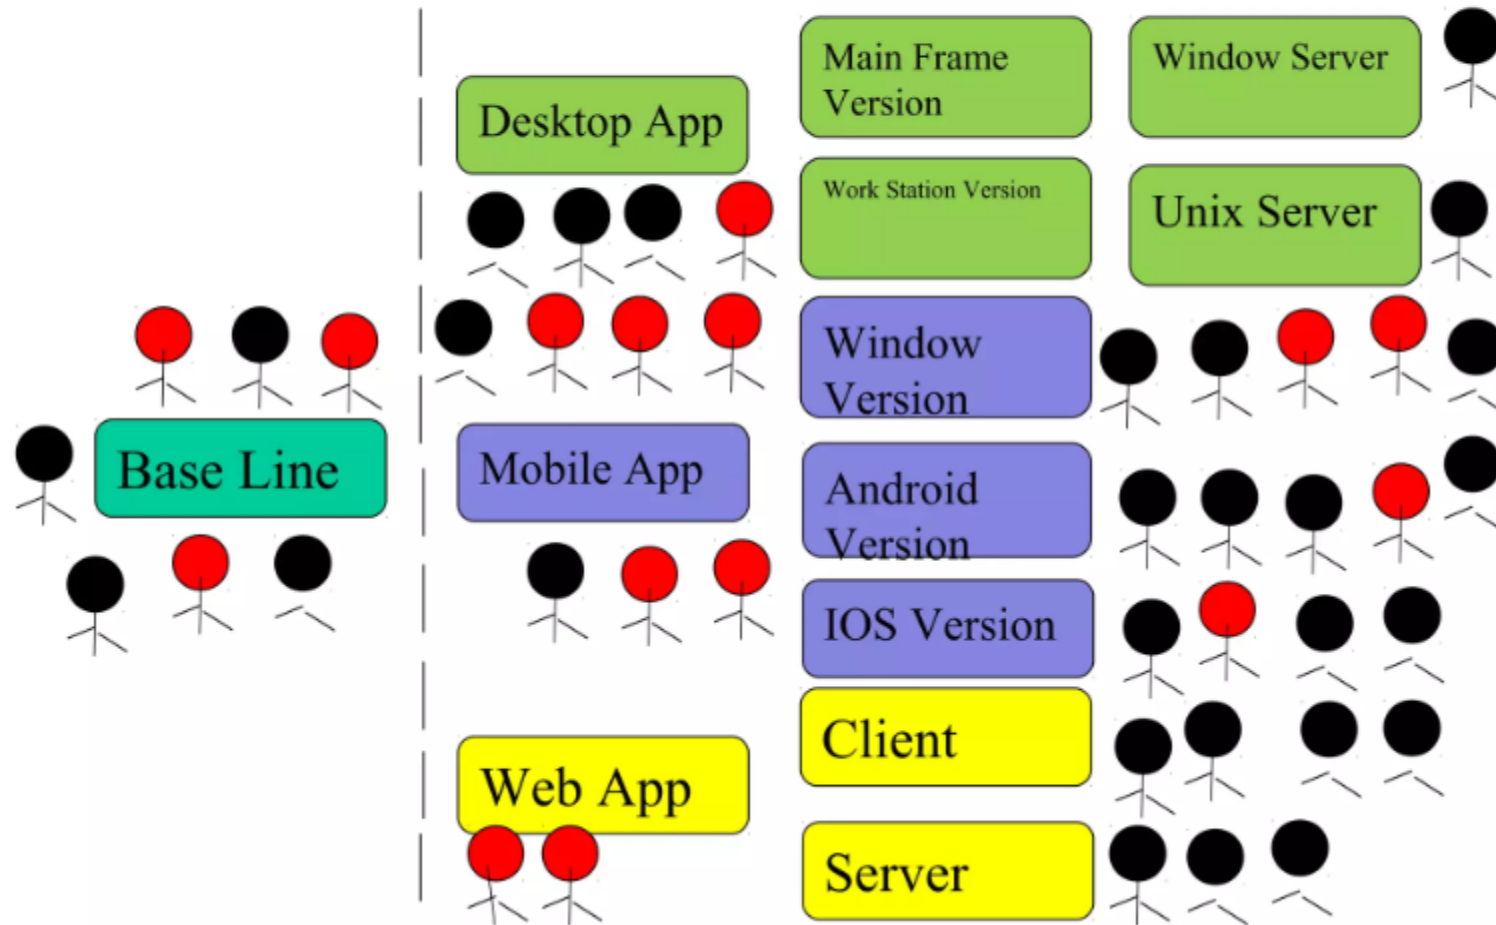 Desktop App
Main Frame
Version
Window Server
Work Station Version
Unix Server
Base Line
Mobile App
Window
Version
Android
Version
IOS Version
Web App
Client
Server